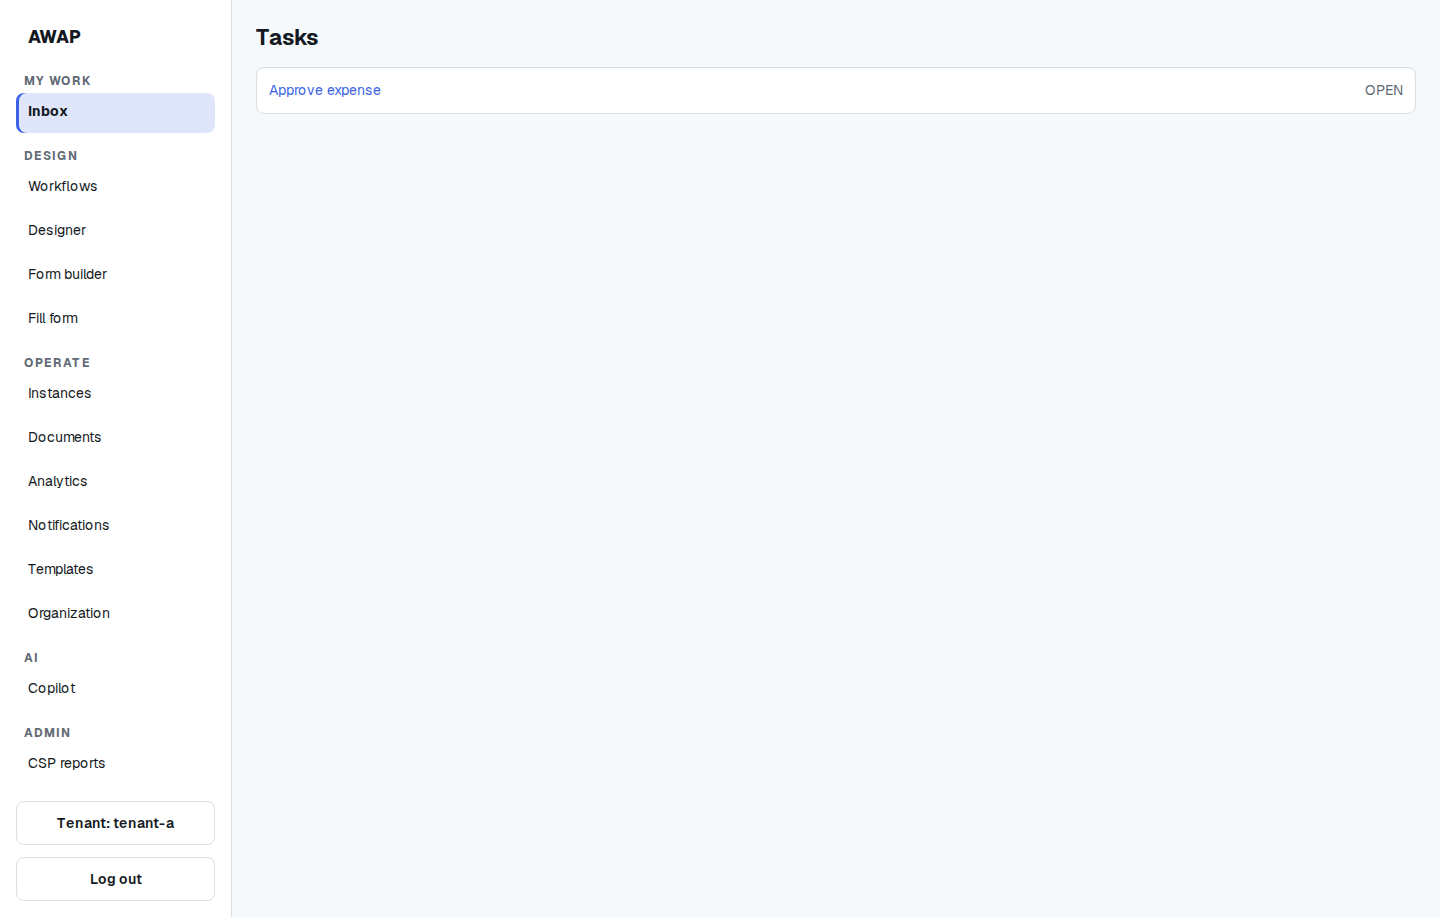 AWAP
MY WORK
Inbox
DESIGN
Workflows
Designer
Form builder
Fill form
OPERATE
Instances
Documents
Analytics
Notifications
Templates
Organization
AI
Copilot
ADMIN
CSP reports
Tenant: tenant-a
Log out
Tasks
Approve expense OPEN